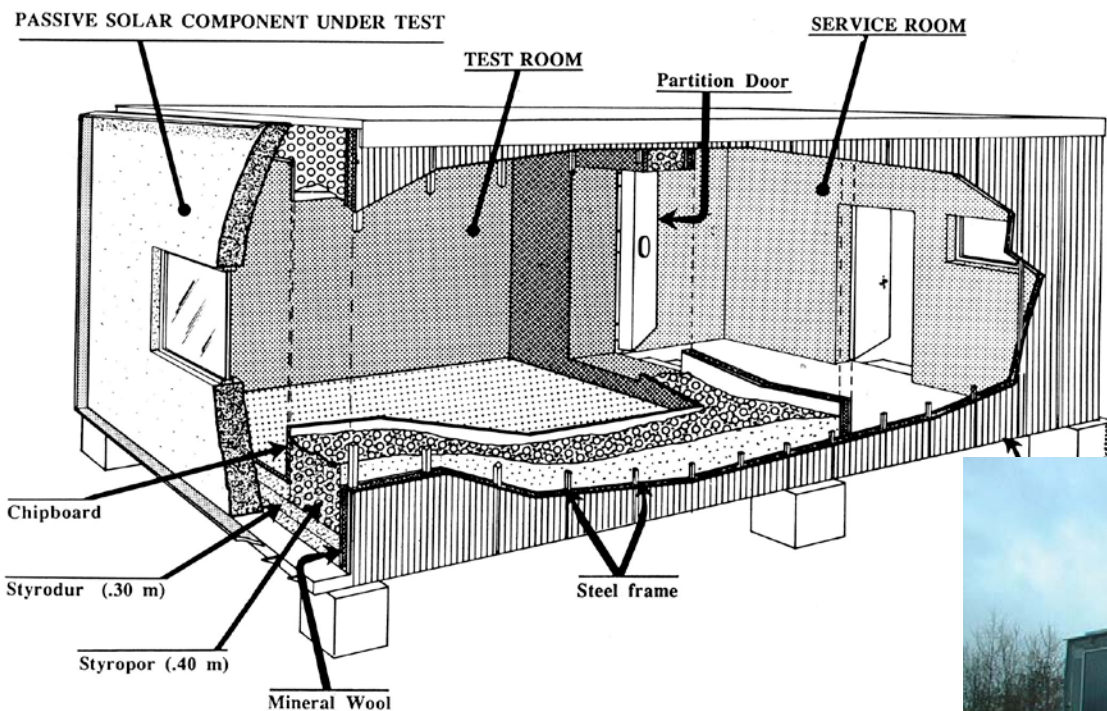 PASSIVE SOLAR COMPONENT UNDER TEST
TEST ROOM
SERVICE ROOM
Partition Door
Chipboard
Styrodur (.30 m)
Styropor (.40 m)
Mineral Wool
Steel frame